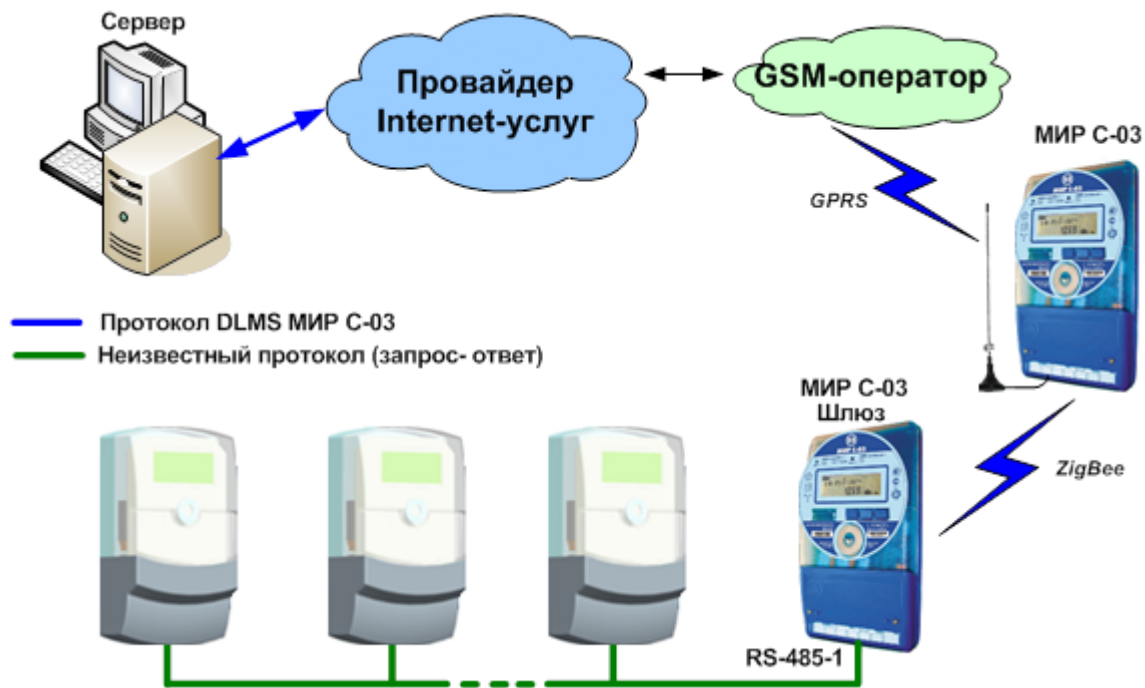 Сервер
Провайдер
Internet-услуг
GSM-оператор
МИР С-03
GPRS
Протокол DLMS МИР С-03
Неизвестный протокол (запрос- ответ)
МИР С-03
Шлюз
ZigBee
RS-485-1